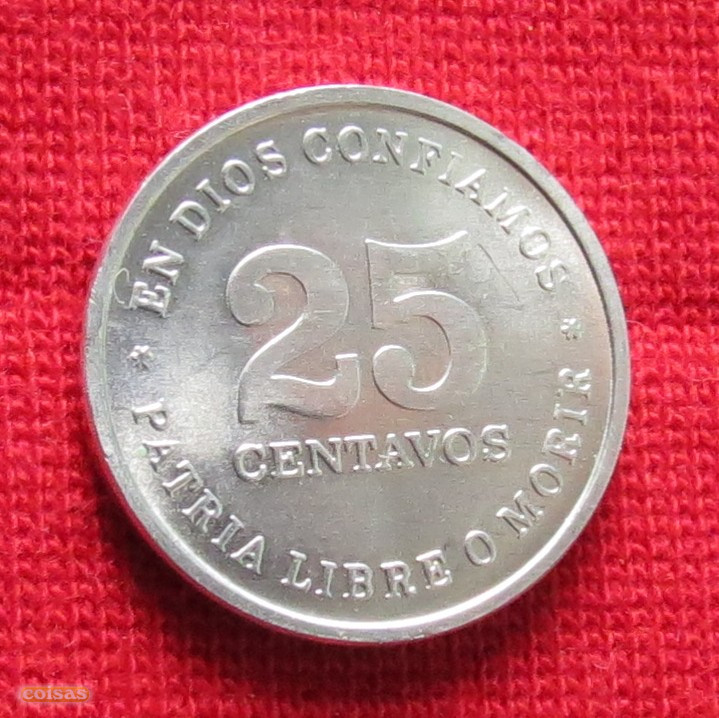 EN DIOS CONFIAMOS
25
CENTAVOS
* PATRIA LIBRE O MORIR *
coisas